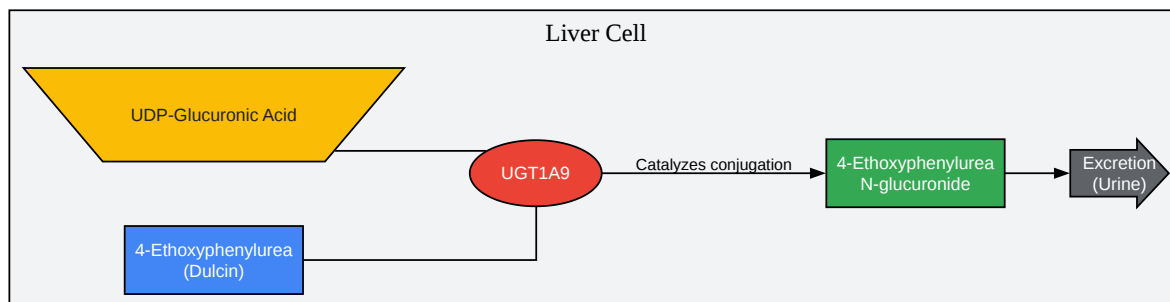 Liver Cell
UDP-Glucuronic Acid
UGT1A9
Catalyzes conjugation
4-Ethoxyphenylurea
N-glucuronide
Excretion
(Urine)
4-Ethoxyphenylurea
(Dulcin)